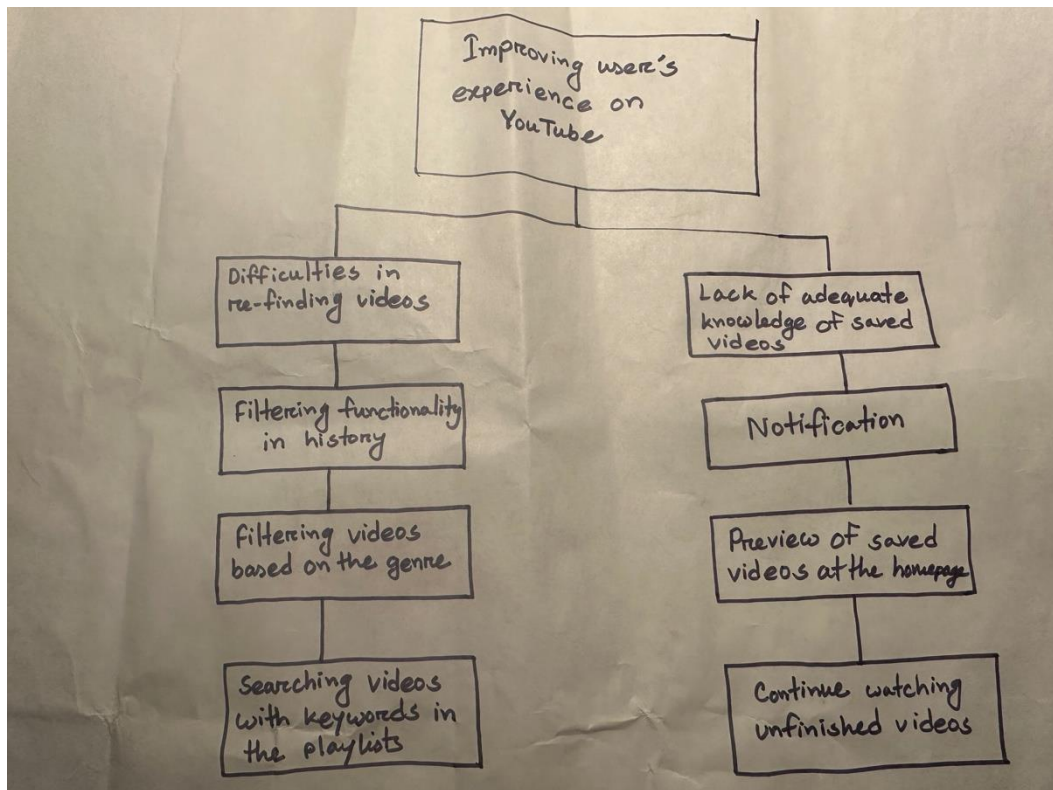 Improving user's
experience on
YouTube
Difficulties in
re-finding videos
Filtering functionality
in history
Filtering videos
based on the genre
Searching videos
with keywords in
the playlists
Lack of adequate
knowledge of saved
videos
Notification
Preview of saved
videos at the homepage
Continue watching
unfinished videos